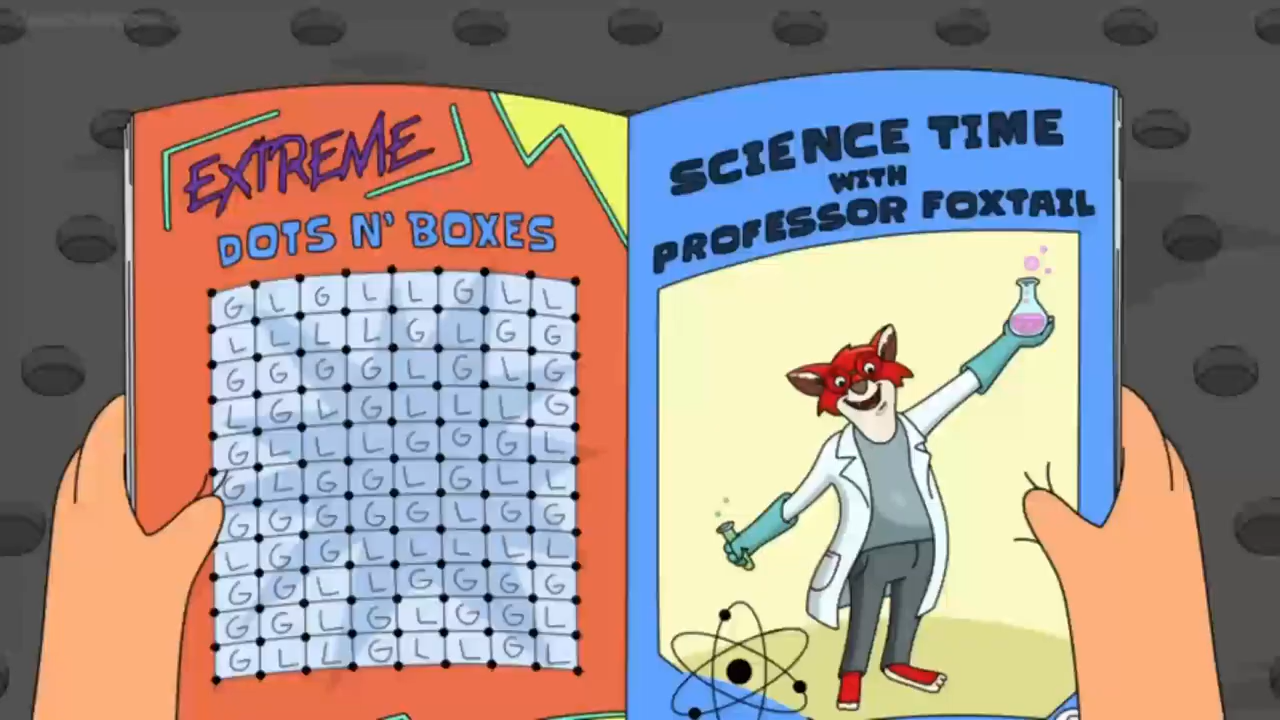 EXTREME
DOTS N' BOXES
G L G L L G L L
L L L L G L G G
G G G G L G L G
L G L G L L L G
G L L L G G G L
G L L G L G L L
G G G G G L G G
L G G L L L L L
G G L L G G G G
G G L G L G G L
G L L G L L G L
SCIENCE TIME
WITH
PROFESSOR FOXTAIL